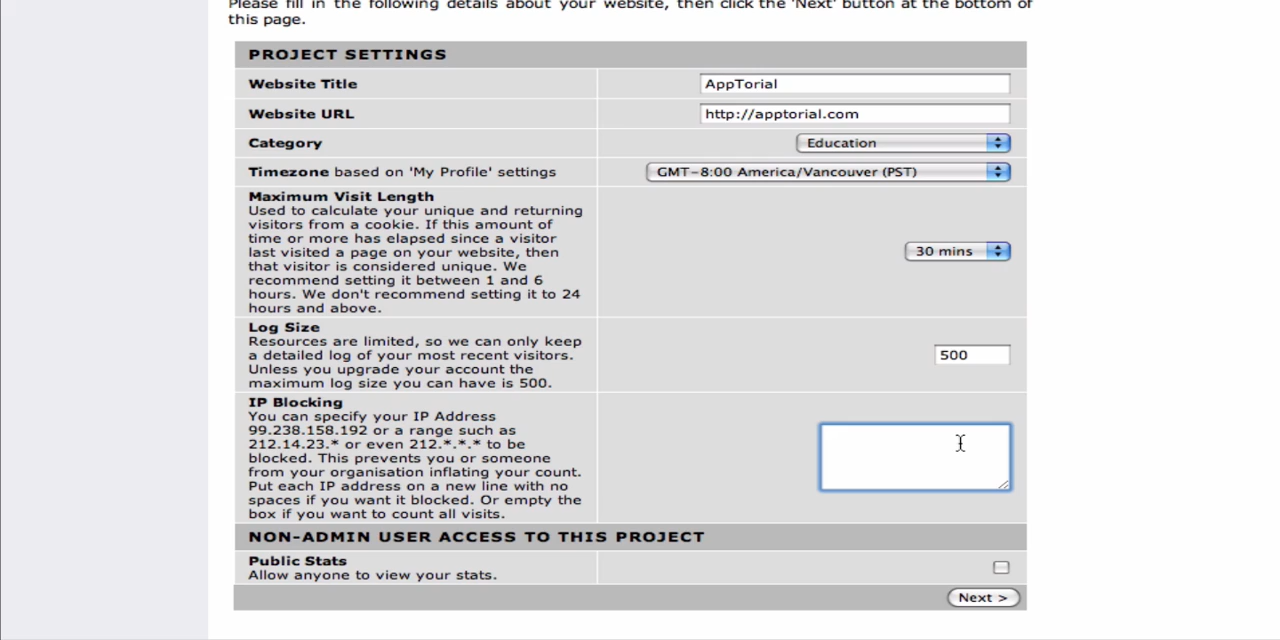 Please fill in the following details about your website, then click the 'Next' button at the bottom of
this page.
PROJECT SETTINGS
Website Title
AppTorial
Website URL
http://apptorial.com
Category
Education
Timezone based on 'My Profile' settings
GMT-8:00 America/Vancouver (PST)
Maximum Visit Length
Used to calculate your unique and returning
visitors from a cookie. If this amount of
time or more has elapsed since a visitor
last visited a page on your website, then
that visitor is considered unique. We
recommend setting it between 1 and 6
hours. We don't recommend setting it to 24
hours and above.
30 mins
Log Size
Resources are limited, so we can only keep
a detailed log of your most recent visitors.
Unless you upgrade your account the
maximum log size you can have is 500.
500
IP Blocking
You can specify your IP Address
99.238.158.192 or a range such as
212.14.23.* or even 212.*.*.* to be
blocked. This prevents you or someone
from your organisation inflating your count.
Put each IP address on a new line with no
spaces if you want it blocked. Or empty the
box if you want to count all visits.
NON-ADMIN USER ACCESS TO THIS PROJECT
Public Stats
Allow anyone to view your stats.
Next >